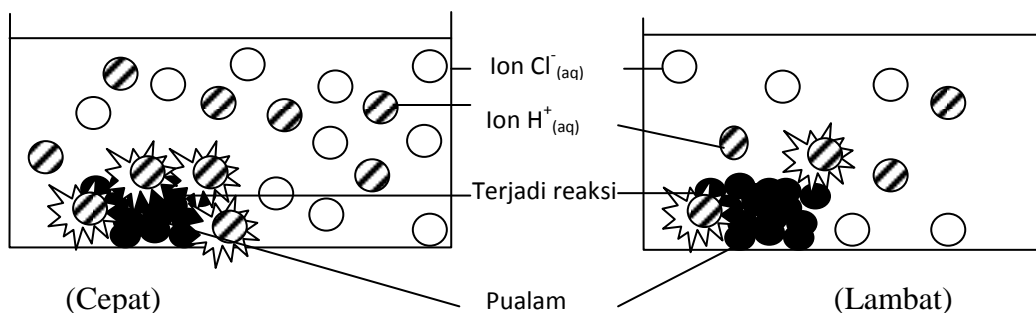 Ion Cl⁻(aq)
Ion H⁺(aq)
Terjadi reaksi
(Cepat)
Pualam
(Lambat)